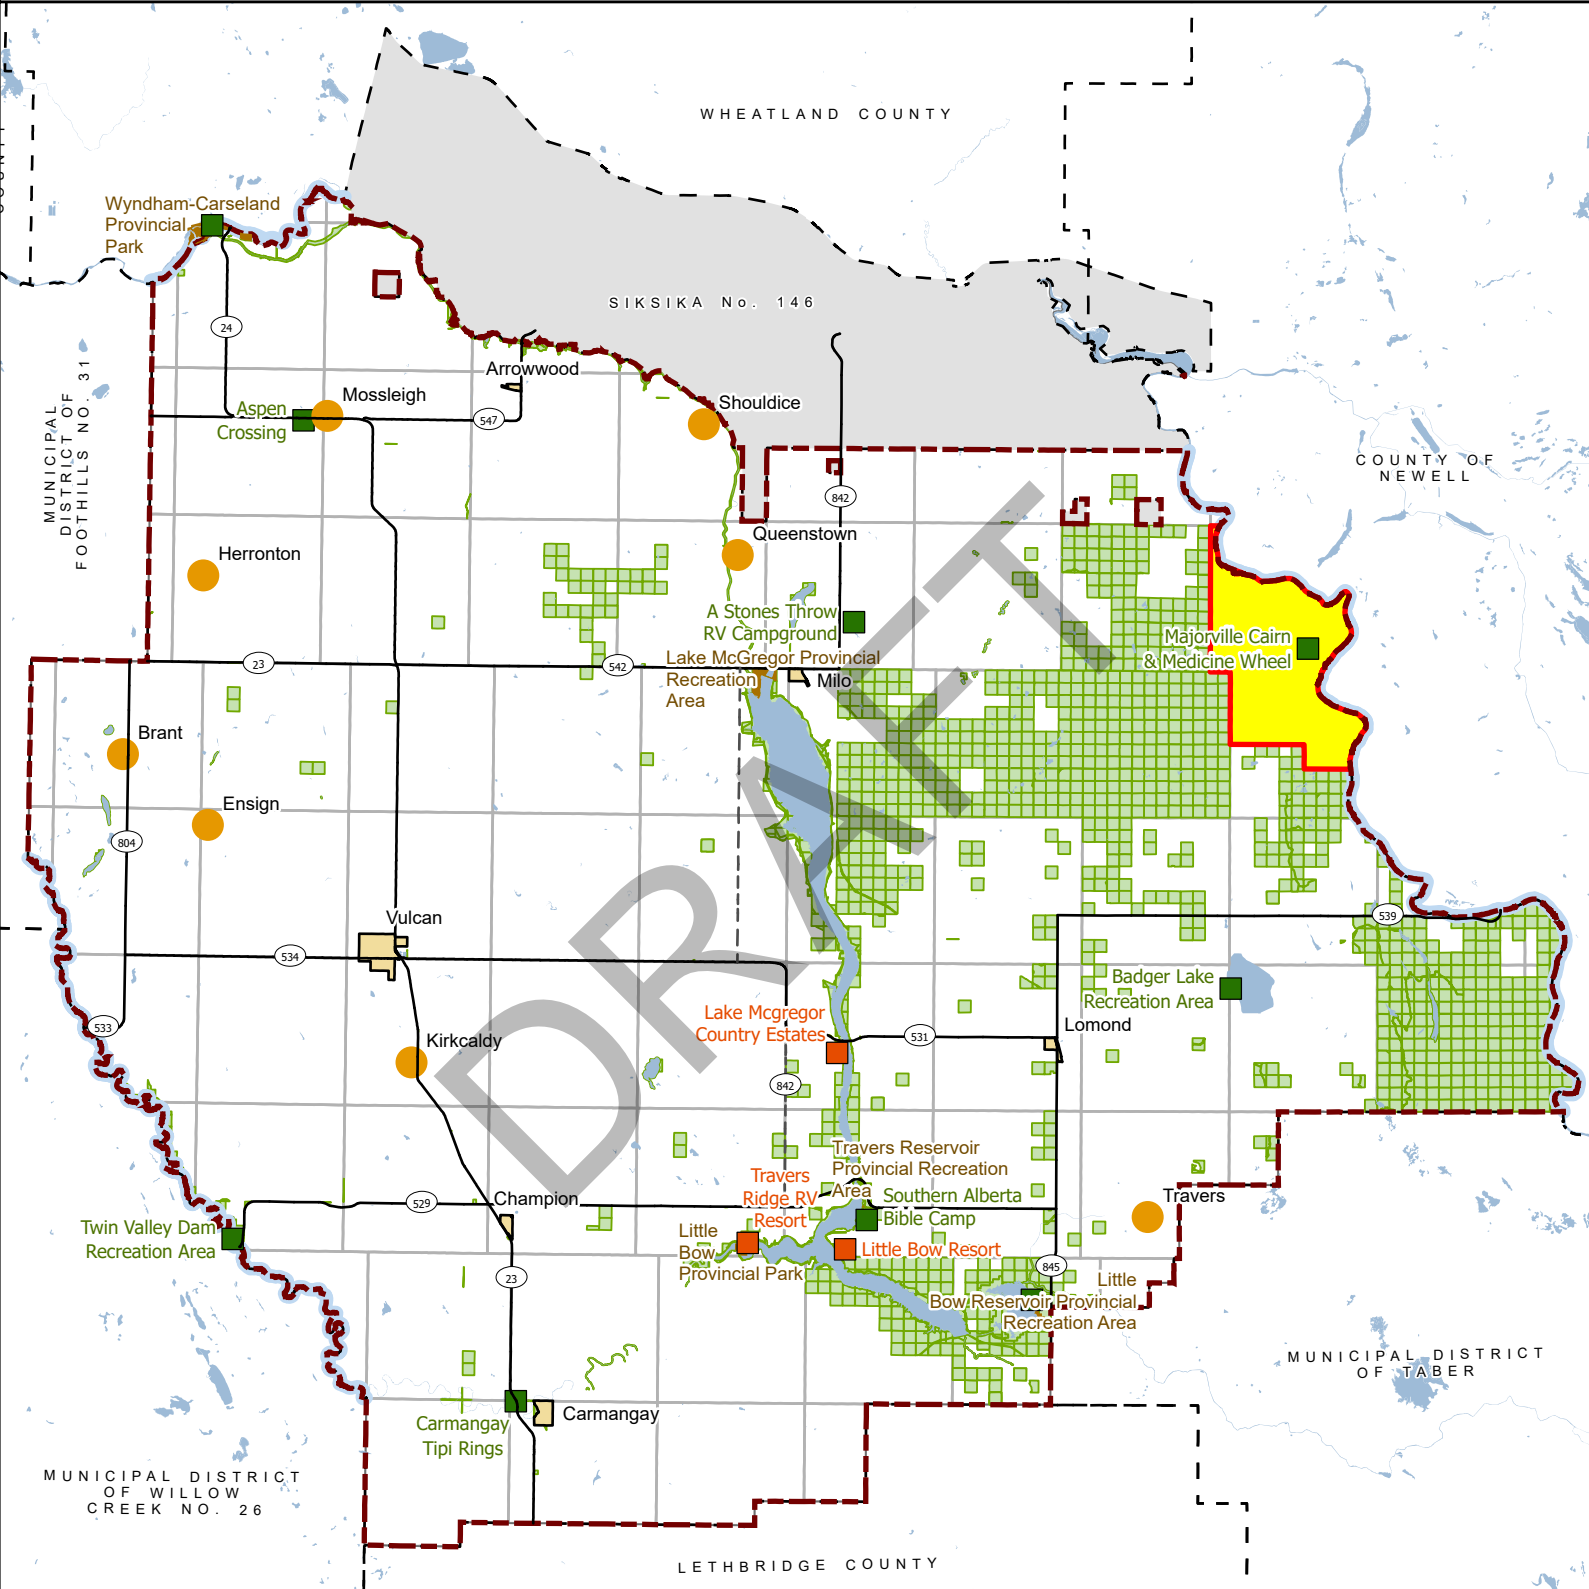 WHEATLAND COUNTY
Wyndham-Carseland
Provincial
Park
SIKSIKA No. 146
24
MUNICIPAL
DISTRICT OF
FOOTHILLS NO. 31
Arrowwood
Mossleigh
Aspen
Crossing
547
Shouldice
COUNTY OF
NEWELL
842
Queenstown
Herronton
A Stones Throw
RV Campground
Majorville Cairn
& Medicine Wheel
23
542
Lake McGregor Provincial
Recreation
Area
Milo
Brant
Ensign
804
DRAFT
Vulcan
539
534
Badger Lake
Recreation Area
Lake Mcgregor
Country Estates
Lomond
533
531
Kirkcaldy
842
Travers Reservoir
Provincial Recreation
Area
Travers
Ridge RV
Resort
Southern Alberta
Bible Camp
Travers
529
Champion
Twin Valley Dam
Recreation Area
Little
Bow
Provincial Park
Little Bow Resort
845
23
Little
Bow Reservoir Provincial
Recreation Area
MUNICIPAL DISTRICT
OF TABER
Carmangay
Carmangay
Tipi Rings
MUNICIPAL DISTRICT
OF WILLOW
CREEK NO. 26
LETHBRIDGE COUNTY